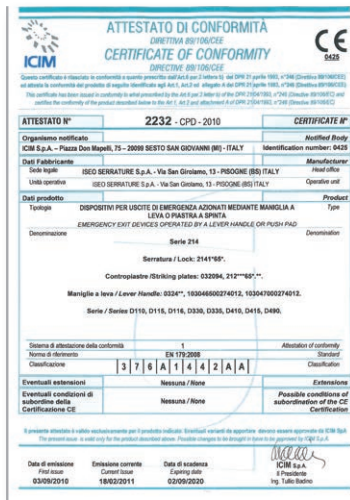 ICIM
ATTESTATO DI CONFORMITÀ
DIRETTIVA 89/106/CEE
CERTIFICATE OF CONFORMITY
DIRECTIVE 89/106/EEC
CE
0425
ATTESTATO N°
2232 - CPD - 2010
CERTIFICATE N°
Organismo notificato
Notified Body
ICIM S.p.A. – Piazza Don Mapelli, 75 – 20099 SESTO SAN GIOVANNI (MI) - ITALY
Identification number: 0425
Dati Fabbricante
Manufacturer
Sede legale
ISEO SERRATURE S.p.A. - Via San Girolamo, 13 - PISOGNE (BS) ITALY
Head office
Unità operativa
ISEO SERRATURE S.p.A. - Via San Girolamo, 13 - PISOGNE (BS) ITALY
Operative unit
Dati prodotto
Product
Tipologia
DISPOSITIVI PER USCITE DI EMERGENZA AZIONATI MEDIANTE MANIGLIA A
Type
LEVA O PIASTRA A SPINTA
EMERGENCY EXIT DEVICES OPERATED BY A LEVER HANDLE OR PUSH PAD
Denominazione
Denomination
Serie 214
Serratura / Lock: 2141*65*.
Contropiastre /Striking plates: 032094, 212***65*.**.
Maniglie a leva / Lever Handle: 0324**, 103046500274012, 103047000274012.
Serie / Series D110, D115, D116, D330, D335, D410, D415, D490.
Sistema di attestazione della conformità
1
Attestation of conformity
Norma di riferimento
EN 179:2008
Standard
Classificazione
3 7 6 A 1 4 4 2 A A
Classification
Eventuali estensioni
Nessuna / None
Extensions
Eventuali condizioni di
subordine della
Certificazione CE
Nessuna / None
Possible conditions of
subordination of the CE
Certification
Data di emissione
First issue
03/09/2010
Emissione corrente
Current issue
18/02/2011
Data di scadenza
Expiring date
02/09/2020
ICIM S.p.A.
Il Presidente
Ing. Tullio Badino